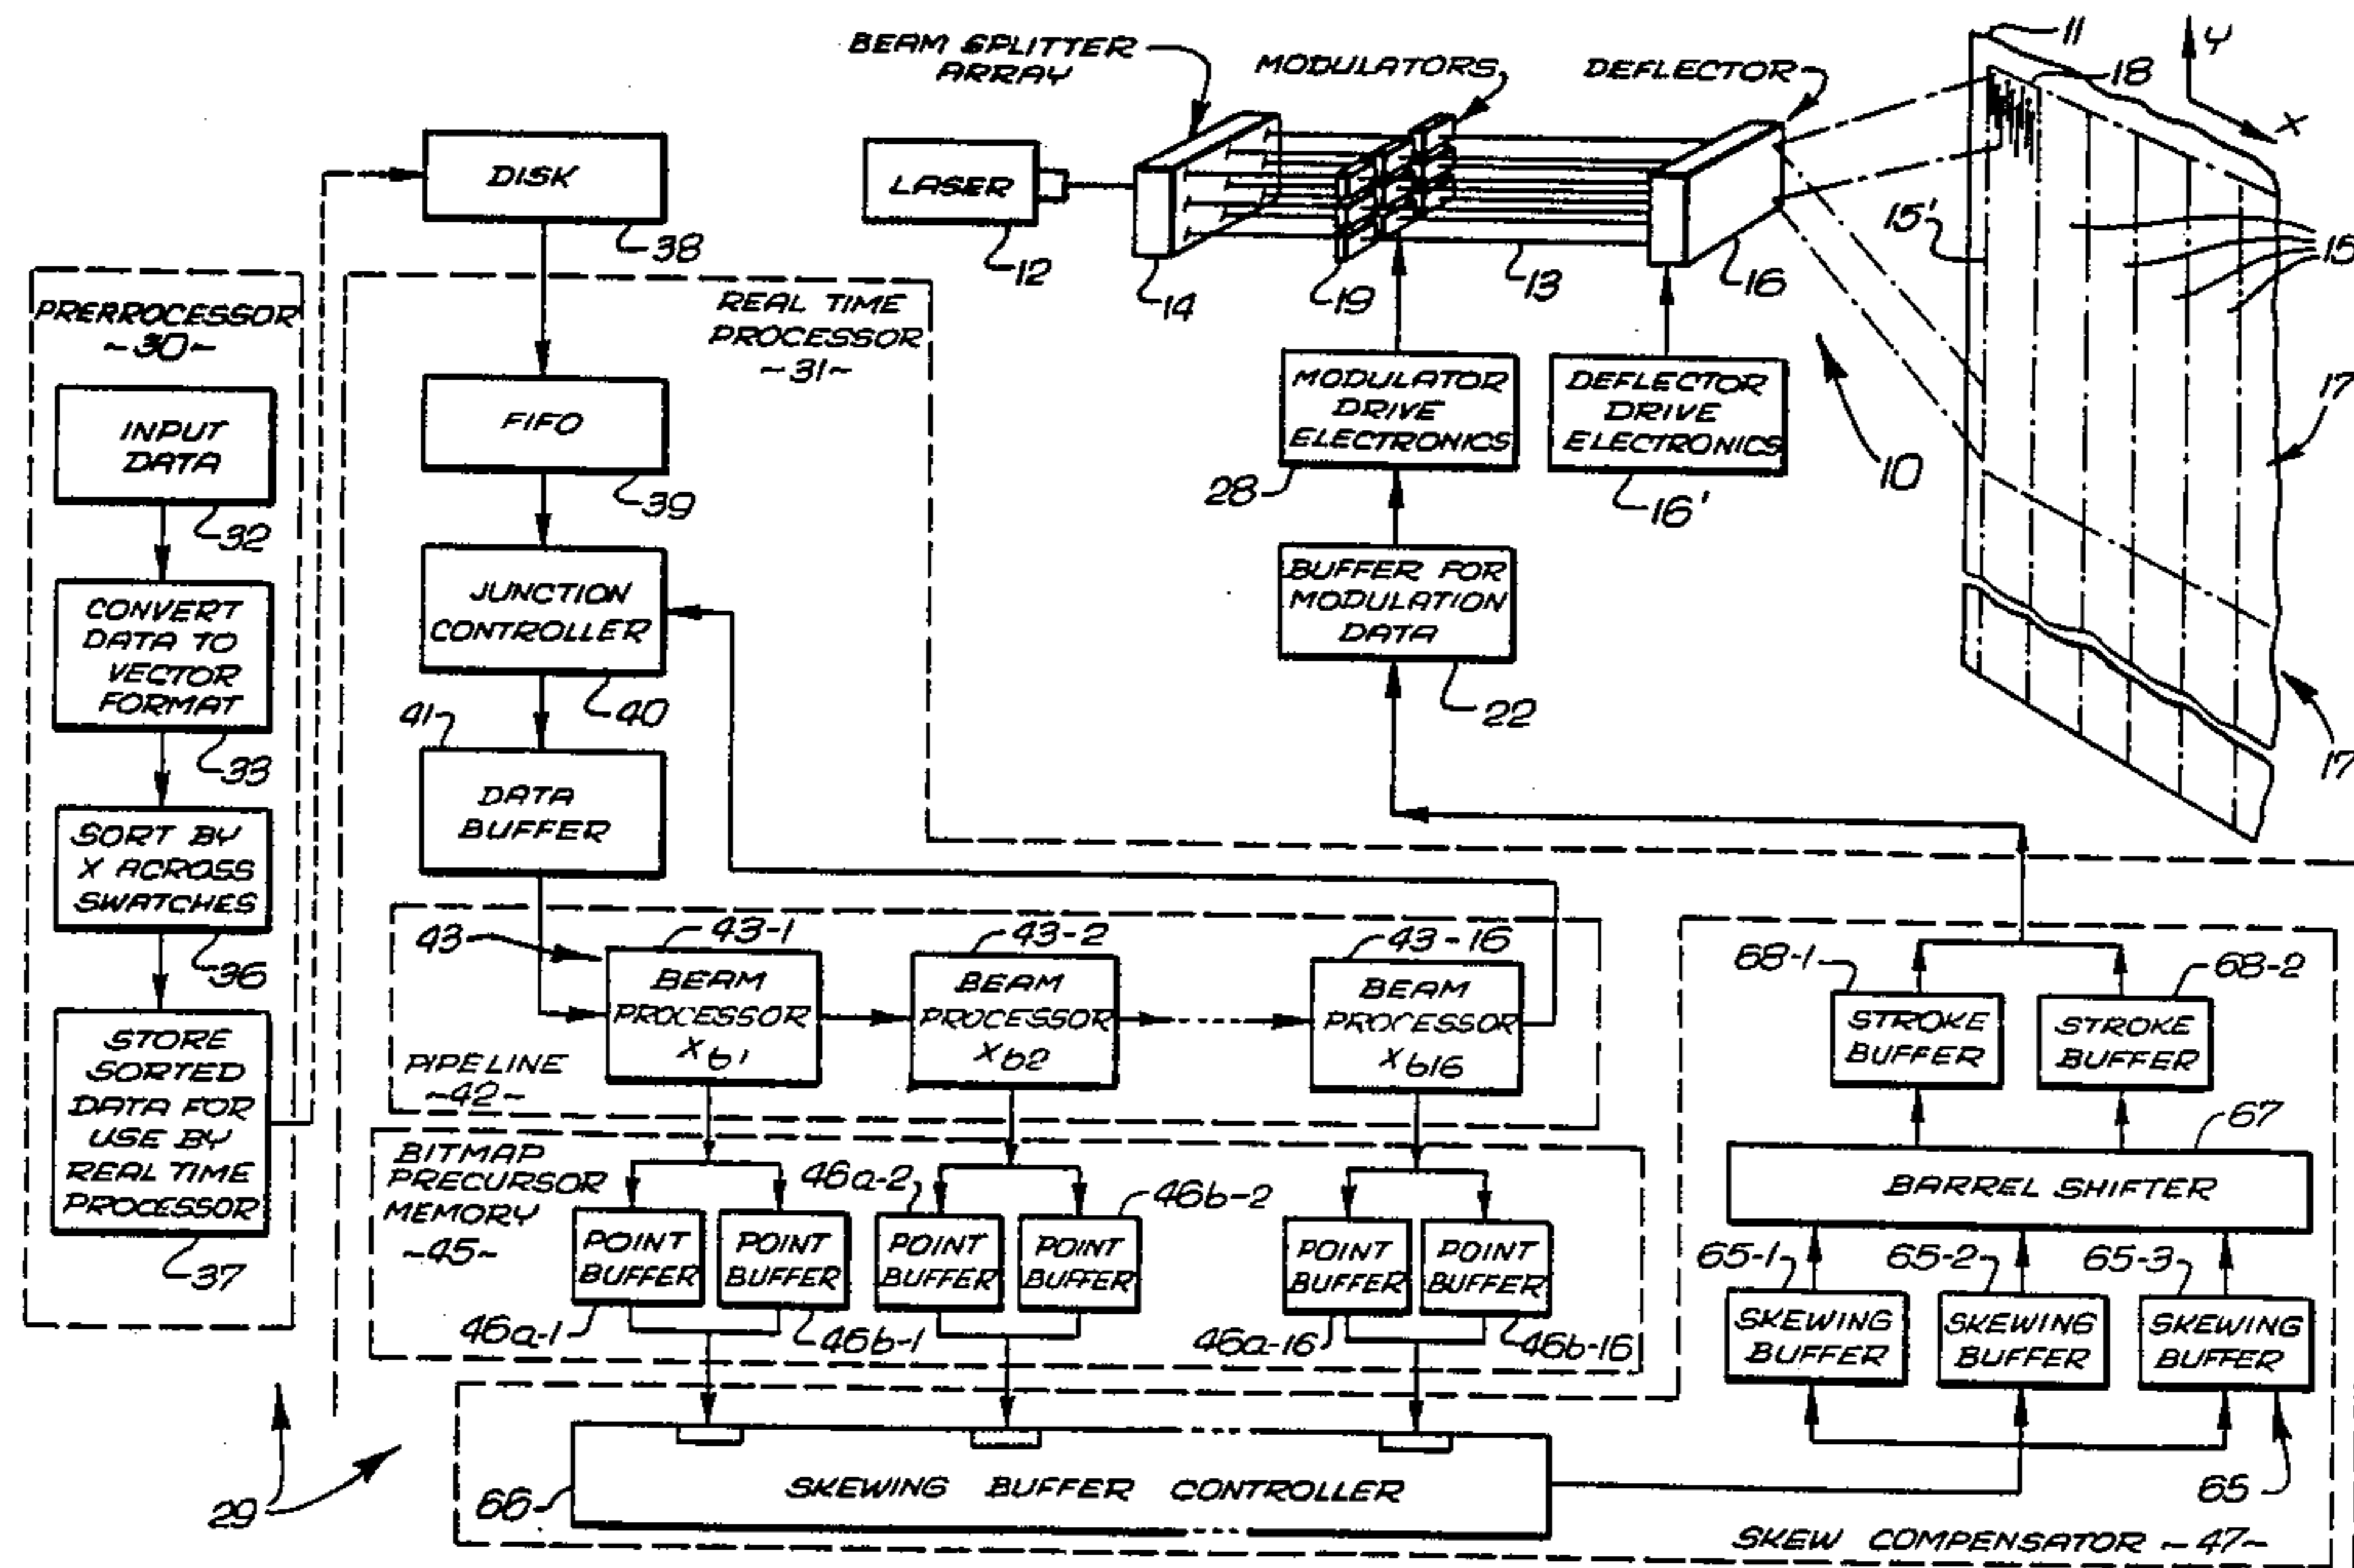 BEAM SPLITTER
ARRAY
MODULATORS
DEFLECTOR
11
Y
X
18
DISK
38
LASER
12
14
19
13
16
15'
15
PRERROCESSOR
~30~
REAL TIME
PROCESSOR
~31~
INPUT
DATA
32
FIFO
39
MODULATOR
DRIVE
ELECTRONICS
28
DEFLECTOR
DRIVE
ELECTRONICS
16'
10
17
CONVERT
DATA TO
VECTOR
FORMAT
33
JUNCTION
CONTROLLER
40
BUFFER FOR
MODULATION
DATA
22
17
41
DATA
BUFFER
SORT BY
X ACROSS
SWATCHES
36
43
43-1
43-2
43-16
BEAM
PROCESSOR
Xb1
BEAM
PROCESSOR
Xb2
BEAM
PROCESSOR
Xb16
PIPELINE
~42~
68-1
68-2
STROKE
BUFFER
STROKE
BUFFER
STORE
SORTED
DATA FOR
USE BY
REAL TIME
PROCESSOR
37
BITMAP
PRECURSOR
MEMORY
~45~
46a-2
46b-2
POINT
BUFFER
POINT
BUFFER
POINT
BUFFER
POINT
BUFFER
POINT
BUFFER
POINT
BUFFER
46a-1
46b-1
46a-16
46b-16
67
BARREL SHIFTER
65-1
65-2
65-3
SKEWING
BUFFER
SKEWING
BUFFER
SKEWING
BUFFER
65
29
66
SKEWING BUFFER CONTROLLER
SKEW COMPENSATOR ~47~